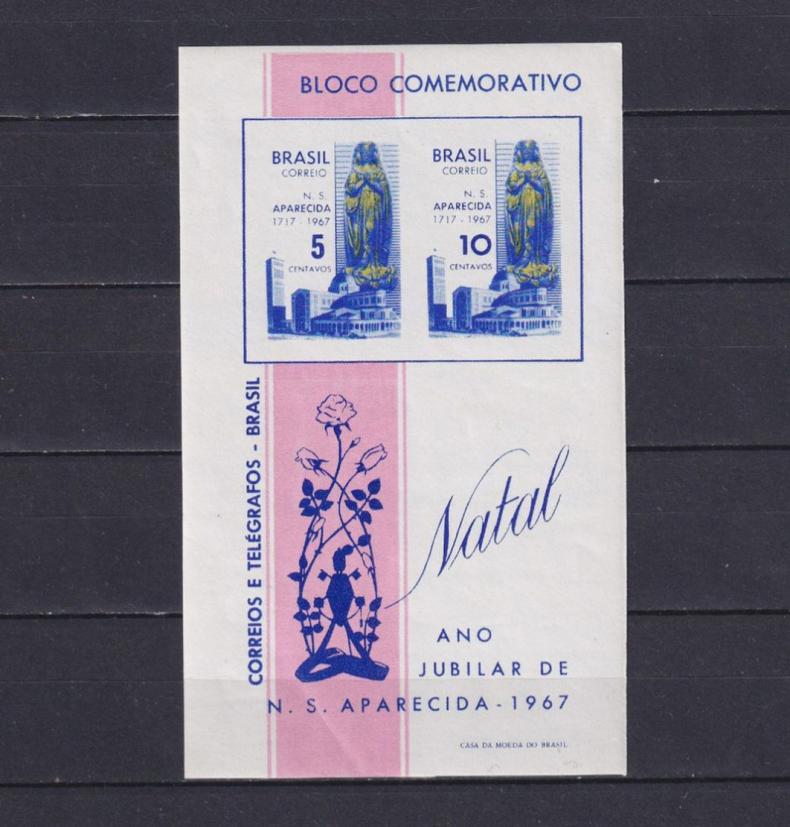 BLOCO COMEMORATIVO
BRASIL
CORREIO
N. S.
APARECIDA
1717 - 1967
5
CENTAVOS
BRASIL
CORREIO
N. S.
APARECIDA
1717 - 1967
10
CENTAVOS
CORREIOS E TELÉGRAFOS - BRASIL
Natal
ANO
JUBILAR DE
N. S. APARECIDA - 1967
CASA DA MOEDA DO BRASIL